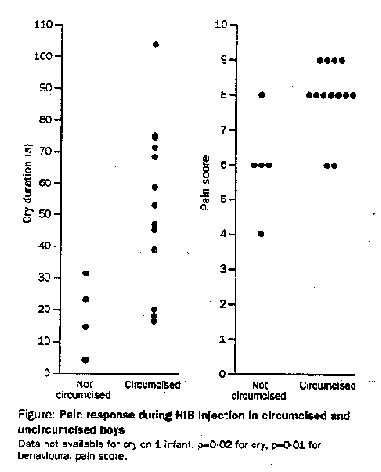 110
100
90
80
70
60
50
40
30
20
10
0
Cry duration (s)
Not
circumcised
Circumcised
10
9
8
7
6
5
4
3
2
1
0
Pain score
Not
circumcised
Circumcised
Figure: Pain response during HIB injection in circumcised and
uncircumcised boys
Data not available for cry on 1 infant. p=0·02 for cry, p=0·01 for
behavioural pain score.